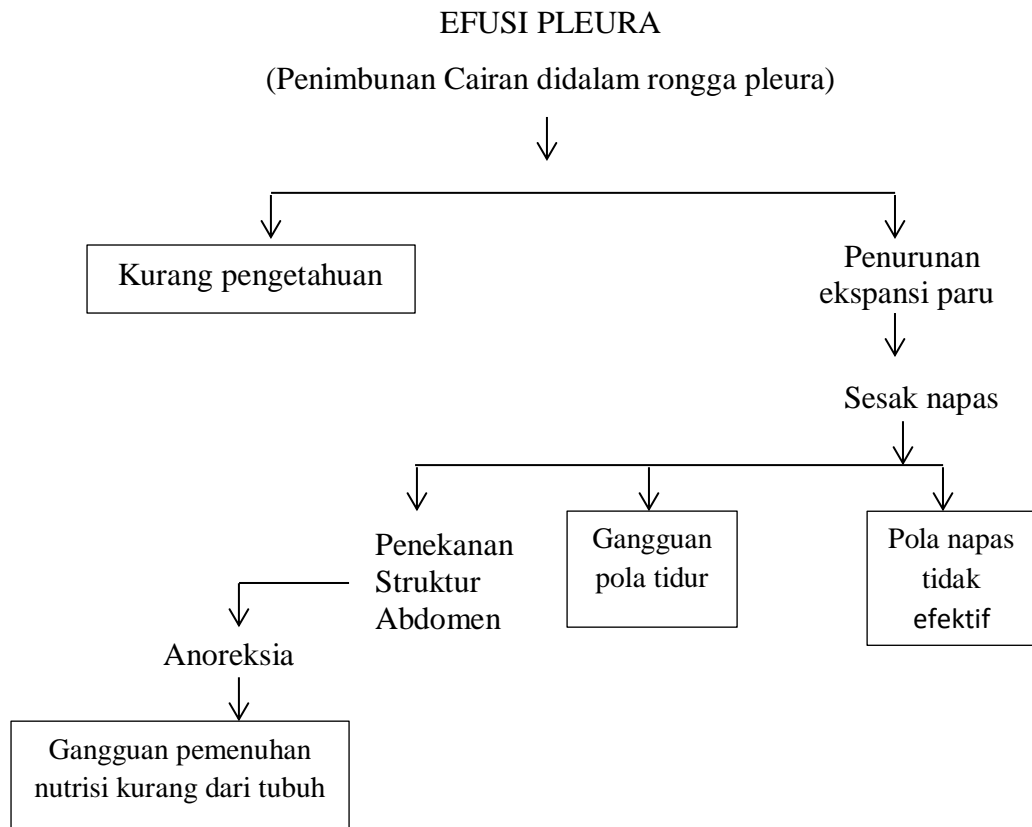 EFUSI PLEURA
(Penimbunan Cairan didalam rongga pleura)
Kurang pengetahuan
Penurunan
ekspansi paru
Sesak napas
Penekanan
Struktur
Abdomen
Gangguan
pola tidur
Pola napas
tidak
efektif
Anoreksia
Gangguan pemenuhan
nutrisi kurang dari tubuh